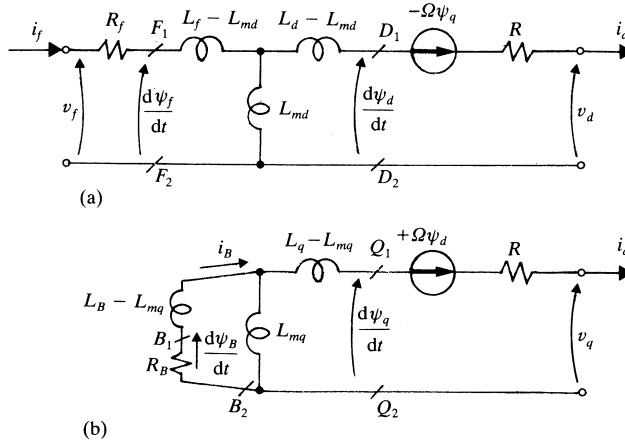 L_f − L_md
L_d − L_md
−Ωψ_q
R_f
F_1
D_1
R
i_f
i_d
v_f
dψ_f
dt
L_md
dψ_d
dt
v_d
F_2
D_2
(a)
L_q − L_mq
Q_1
+Ωψ_d
R
i_B
L_B − L_mq
B_1
R_B
dψ_B
dt
L_mq
dψ_q
dt
v_q
B_2
Q_2
(b)